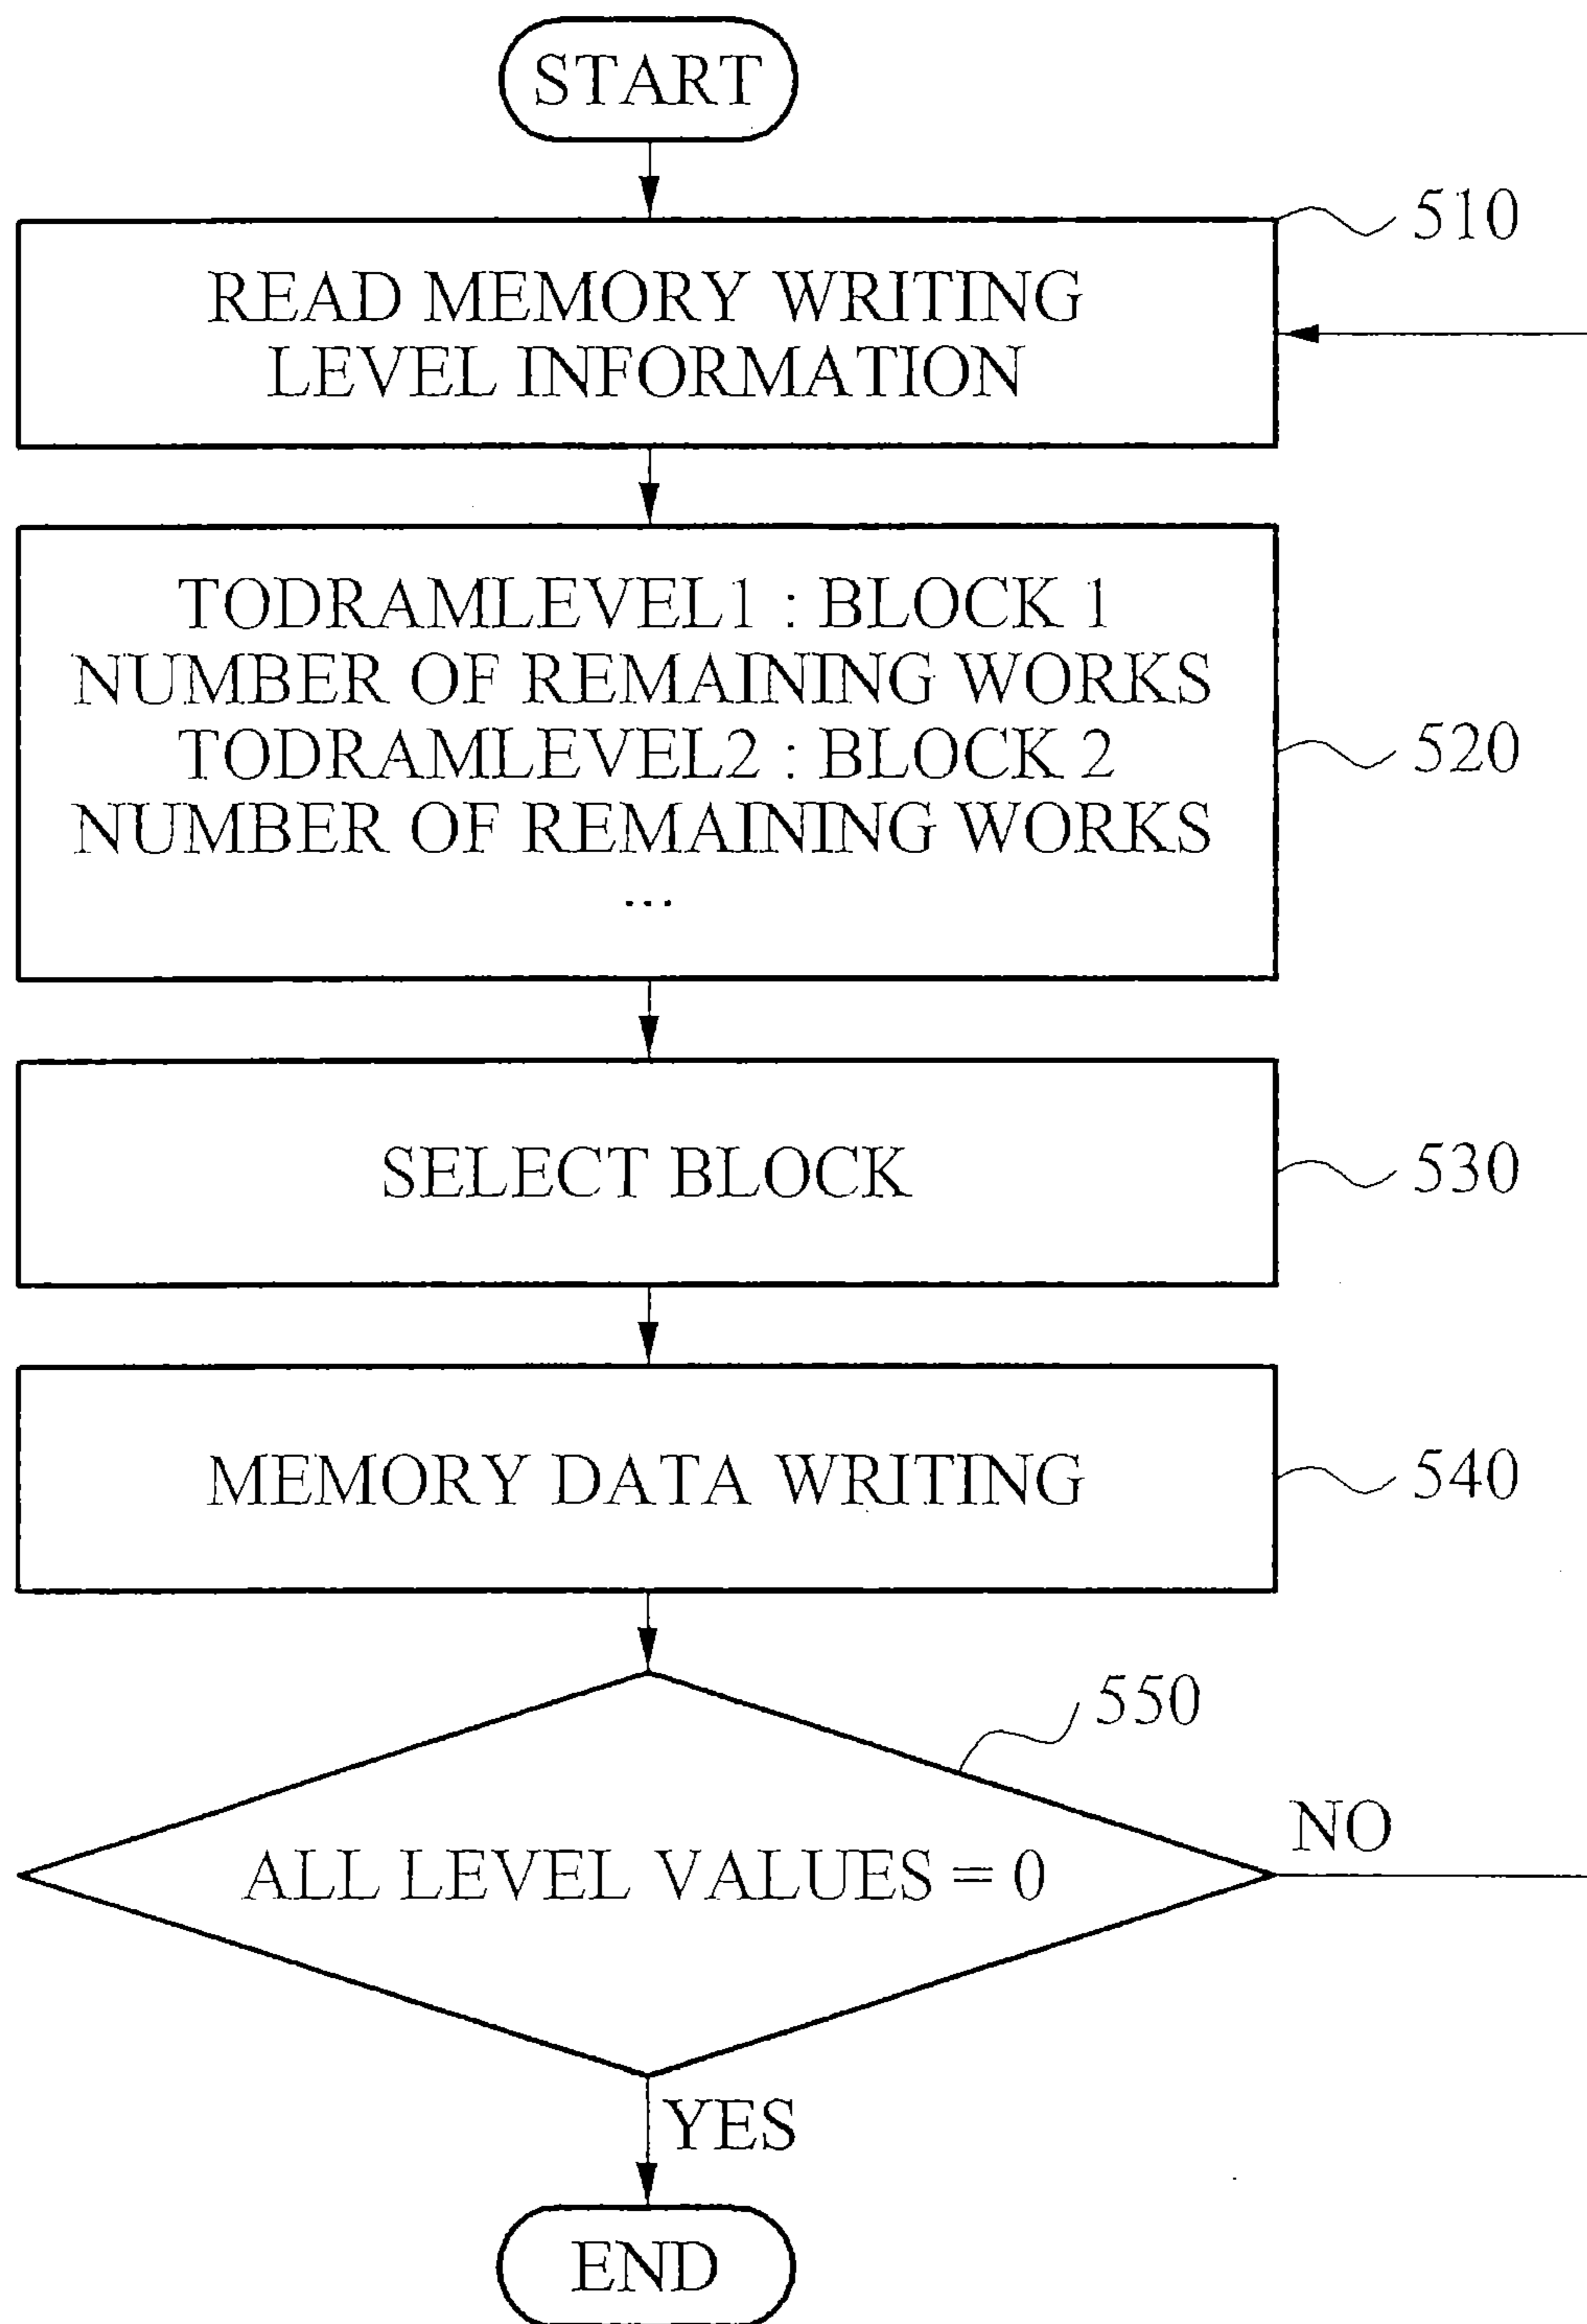 START
510
READ MEMORY WRITING
LEVEL INFORMATION
TODRAMLEVEL1 : BLOCK 1
NUMBER OF REMAINING WORKS
TODRAMLEVEL2 : BLOCK 2
NUMBER OF REMAINING WORKS
...
520
SELECT BLOCK
530
MEMORY DATA WRITING
540
550
ALL LEVEL VALUES = 0
NO
YES
END